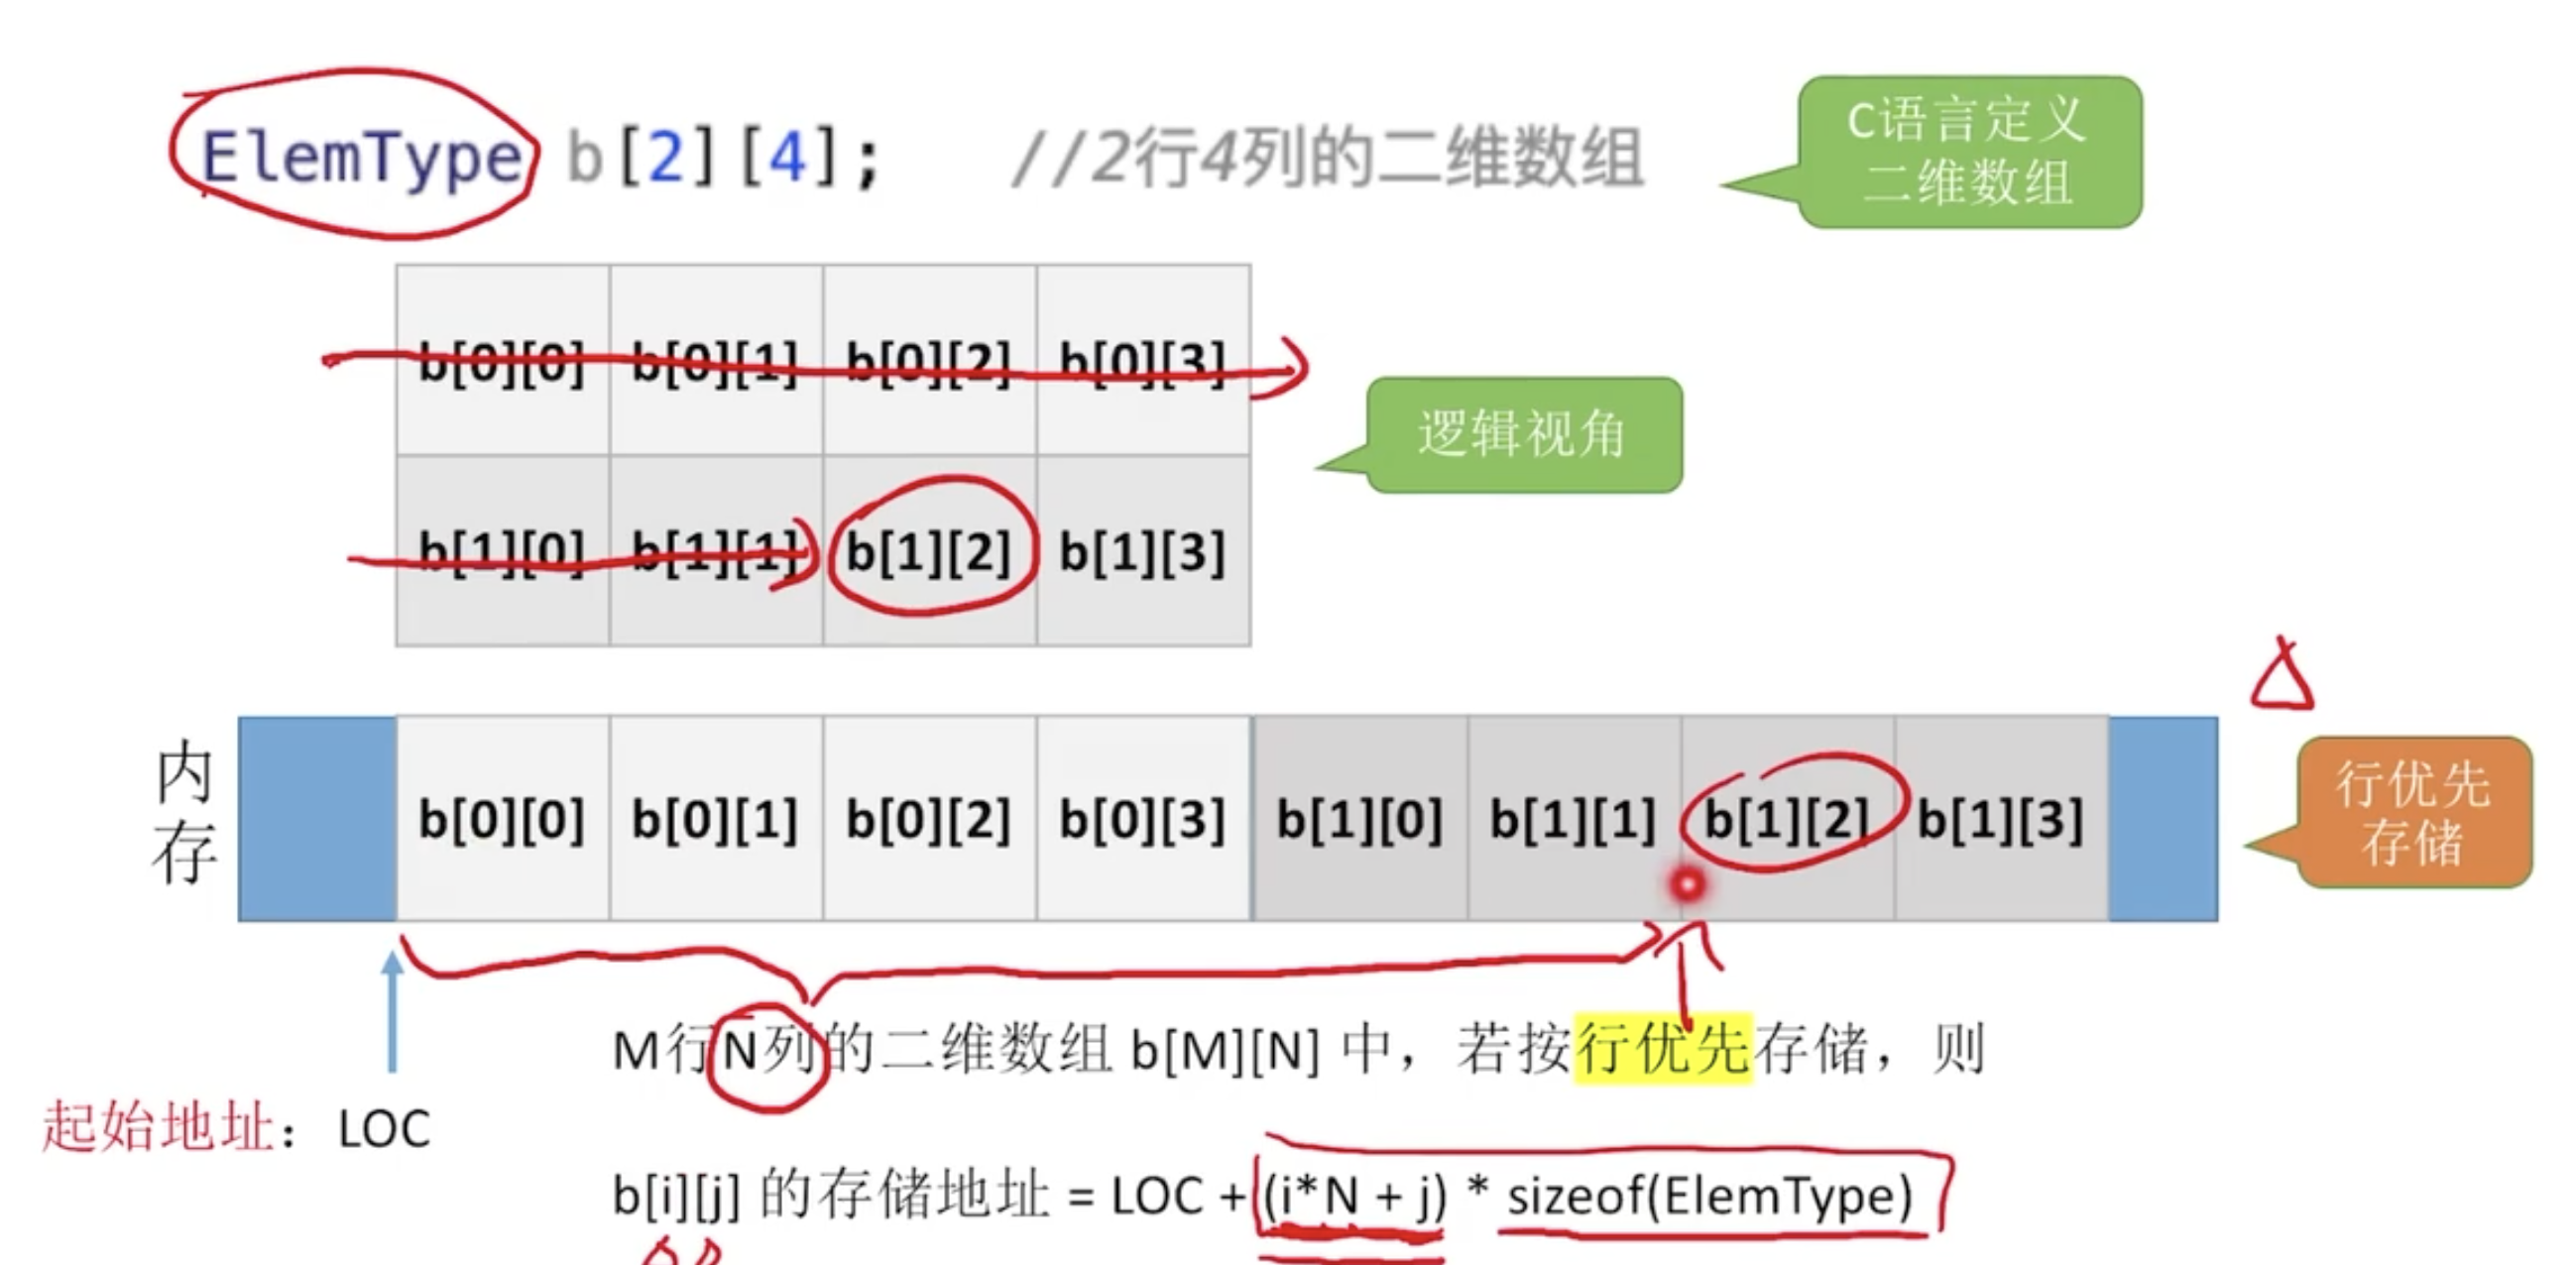 ElemType b[2][4]; //2行4列的二维数组
C语言定义
二维数组
b[0][0] b[0][1] b[0][2] b[0][3]
逻辑视角
b[1][0] b[1][1] b[1][2] b[1][3]
内存
b[0][0] b[0][1] b[0][2] b[0][3] b[1][0] b[1][1] b[1][2] b[1][3]
行优先
存储
M行N列的二维数组 b[M][N] 中，若按行优先存储，则
起始地址：LOC
b[i][j] 的存储地址 = LOC + (i*N + j) * sizeof(ElemType)